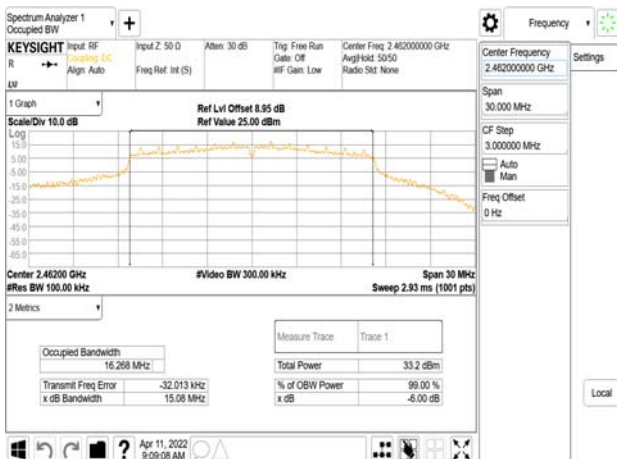 Spectrum Analyzer 1
Occupied BW
Frequency
KEYSIGHT
R
LVI
Input: RF
Coupling: DC
Align: Auto
Input Z: 50 Ω
Freq Ref: Int (S)
Atten: 30 dB
Trig: Free Run
Gate: Off
#IF Gain: Low
Center Freq: 2.462000000 GHz
Avg|Hold: 50/50
Radio Std: None
Center Frequency
2.462000000 GHz
Settings
Span
30.000 MHz
CF Step
3.000000 MHz
Auto
Man
Freq Offset
0 Hz
1 Graph
Scale/Div 10.0 dB
Ref Lvl Offset 8.95 dB
Ref Value 25.00 dBm
Log
15.0
5.00
-5.00
-15.0
-25.0
-35.0
-45.0
-55.0
-65.0
Center 2.46200 GHz
#Res BW 100.00 kHz
#Video BW 300.00 kHz
Span 30 MHz
Sweep 2.93 ms (1001 pts)
2 Metrics
Measure Trace Trace 1
Occupied Bandwidth
16.268 MHz
Total Power 33.2 dBm
Transmit Freq Error -32.013 kHz
% of OBW Power 99.00 %
x dB Bandwidth 15.08 MHz
x dB -6.00 dB
Local
Apr 11, 2022
9:09:08 AM